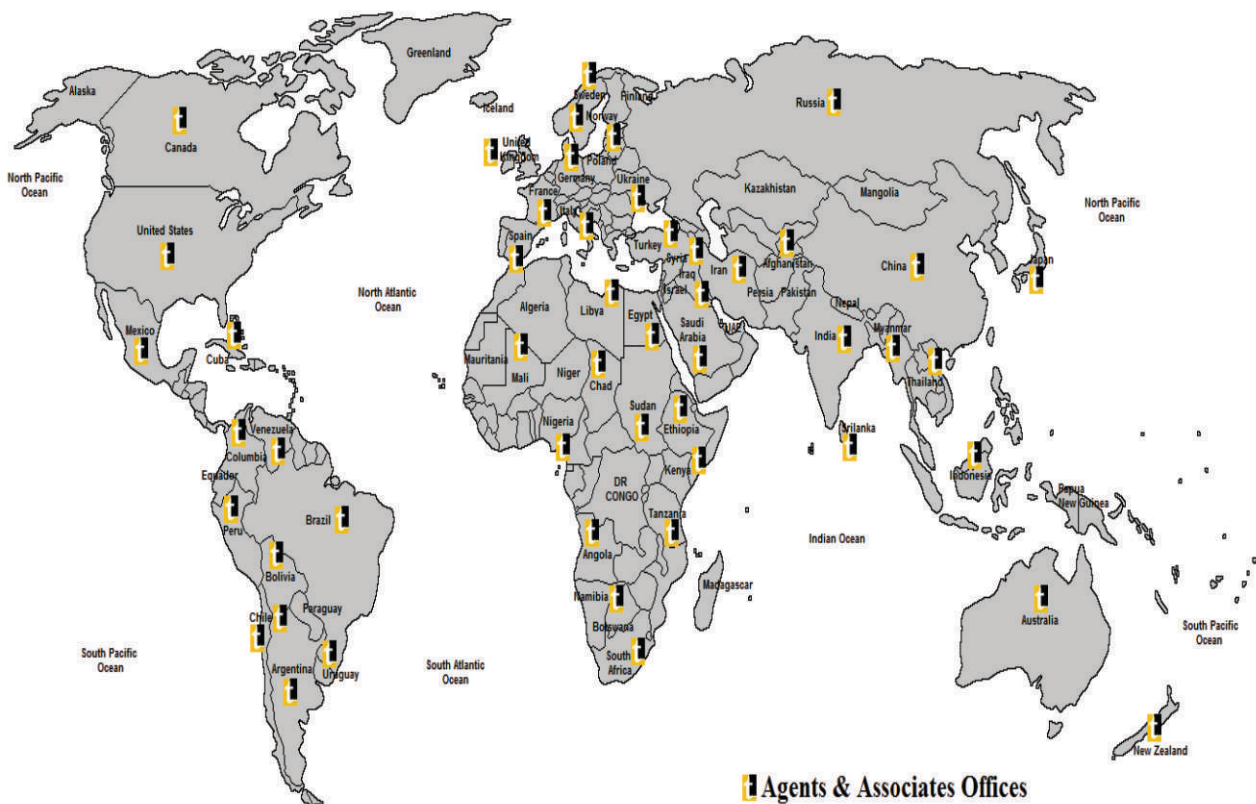 Greenland
Alaska
Iceland
Sweden
Finland
Russia
Canada
Norway
United
Kingdom
Poland
Germany
Ukraine
North Pacific
Ocean
France
Kazakhstan
Mangolia
North Pacific
Ocean
Italy
United States
Spain
Turkey
Syria
Iran
Afghanistan
China
Japan
Iraq
Israel
Persia
Pakistan
North Atlantic
Ocean
Algeria
Libya
Egypt
Nepal
Saudi
Arabia
UAE
Mexico
Cuba
Mauritania
Mali
Niger
Chad
India
Myanmar
Thailand
Sudan
Ethiopia
Nigeria
Venezuela
Columbia
Srilanka
Equador
Kenya
Indonesia
DR
CONGO
Papua
New Guinea
Peru
Brazil
Tanzania
Angola
Indian Ocean
Bolivia
Madagascar
Namibia
Botswana
Paraguay
Chile
Australia
South Pacific
Ocean
South Pacific
Ocean
South Atlantic
Ocean
Argentina
Uruguay
South
Africa
New Zealand
t Agents & Associates Offices